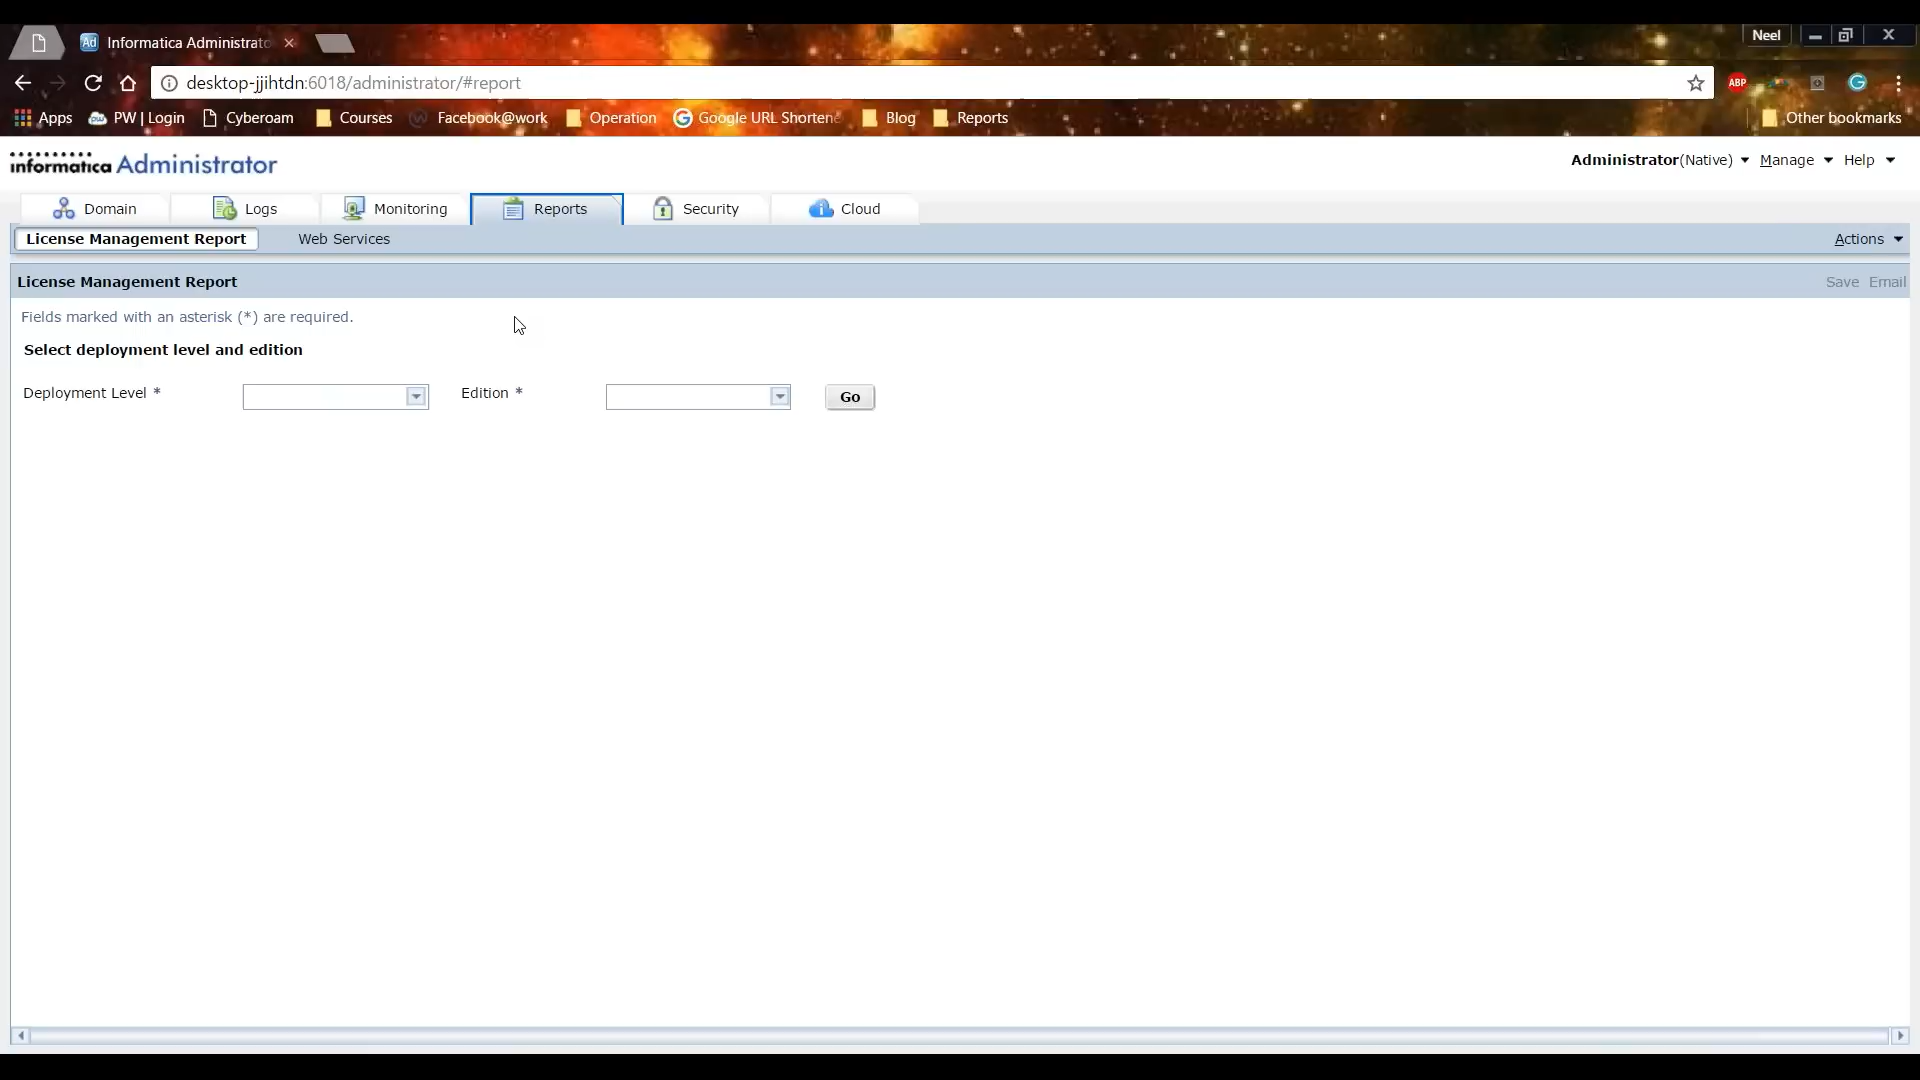 Informatica Administrato
Neel
desktop-jjihtdn:6018/administrator/#report
ABP
Apps
PW | Login
Cyberoam
Courses
Facebook@work
Operation
Google URL Shortene
Blog
Reports
Other bookmarks
informatica Administrator
Administrator(Native)
Manage
Help
Domain
Logs
Monitoring
Reports
Security
Cloud
License Management Report
Web Services
Actions
License Management Report
Save Email
Fields marked with an asterisk (*) are required.
Select deployment level and edition
Deployment Level *
Edition *
Go